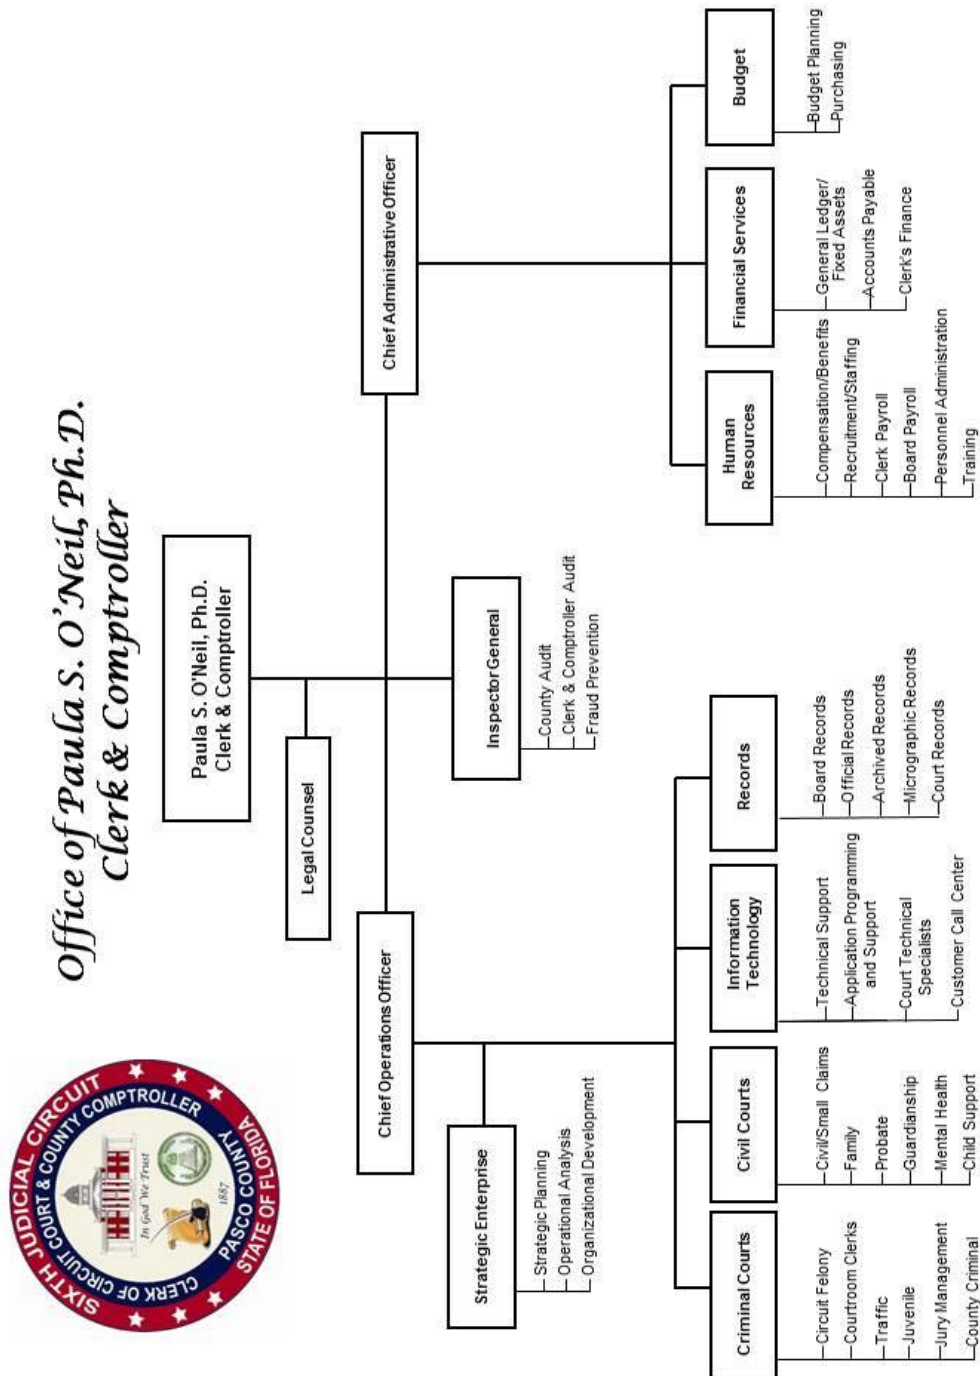 SIXTH JUDICIAL CIRCUIT
CLERK OF CIRCUIT COURT & COUNTY COMPTROLLER
In God We Trust
1887
PASCO COUNTY
STATE OF FLORIDA
Office of Paula S. O'Neil, Ph.D.
Clerk & Comptroller
Paula S. O'Neil, Ph.D.
Clerk & Comptroller
Legal Counsel
Chief Operations Officer
Chief Administrative Officer
Strategic Enterprise
Strategic Planning
Operational Analysis
Organizational Development
Inspector General
County Audit
Clerk & Comptroller Audit
Fraud Prevention
Criminal Courts
Circuit Felony
Courtroom Clerks
Traffic
Juvenile
Jury Management
County Criminal
Civil Courts
Civil/Small Claims
Family
Probate
Guardianship
Mental Health
Child Support
Information
Technology
Technical Support
Application Programming
and Support
Court Technical
Specialists
Customer Call Center
Records
Board Records
Official Records
Archived Records
Micrographic Records
Court Records
Human
Resources
Compensation/Benefits
Recruitment/Staffing
Clerk Payroll
Board Payroll
Personnel Administration
Training
Financial Services
General Ledger/
Fixed Assets
Accounts Payable
Clerk's Finance
Budget
Budget Planning
Purchasing